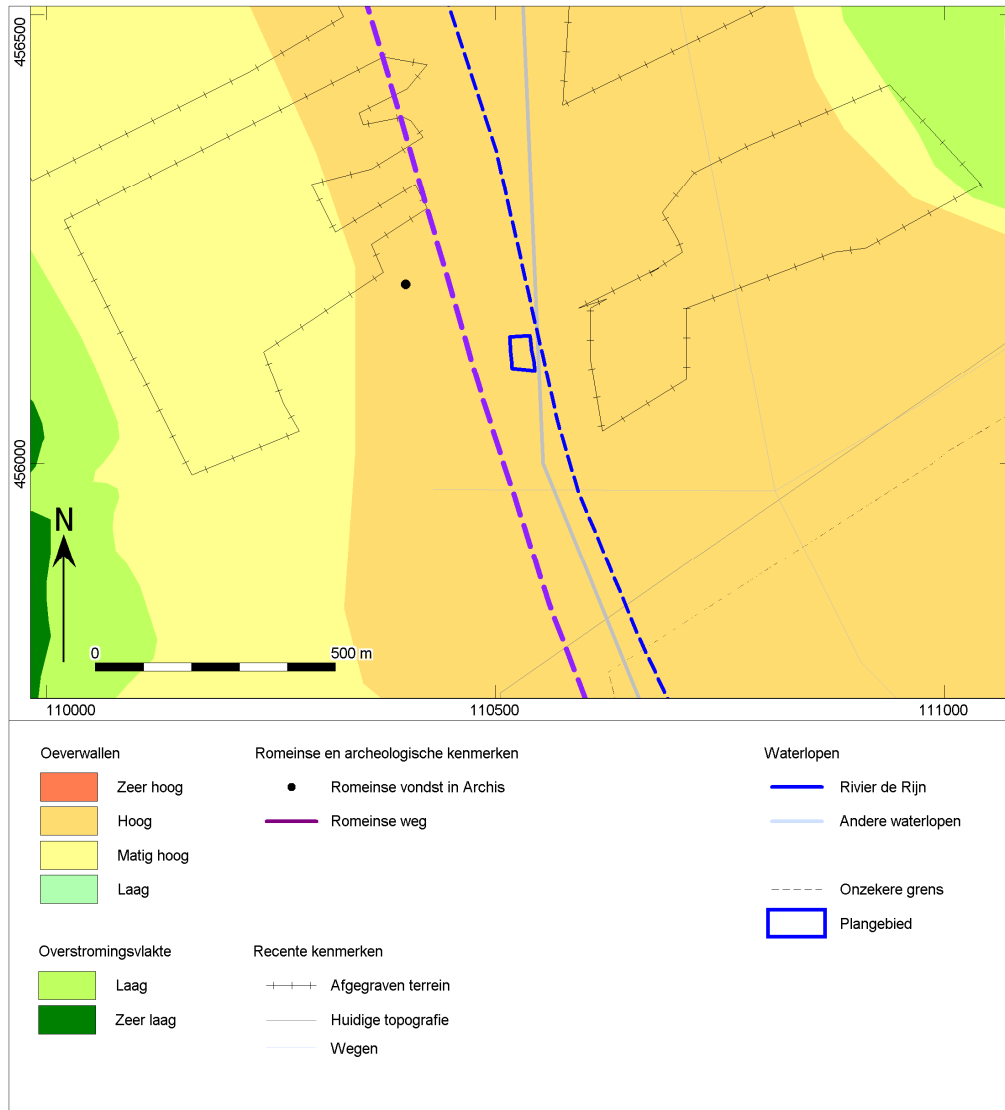 456500
456000
N
0 500 m
110000 110500 111000
Oeverwallen
Zeer hoog
Hoog
Matig hoog
Laag
Overstromingsvlakte
Laag
Zeer laag
Romeinse en archeologische kenmerken
Romeinse vondst in Archis
Romeinse weg
Recente kenmerken
Afgegraven terrein
Huidige topografie
Wegen
Waterlopen
Rivier de Rijn
Andere waterlopen
Onzekere grens
Plangebied